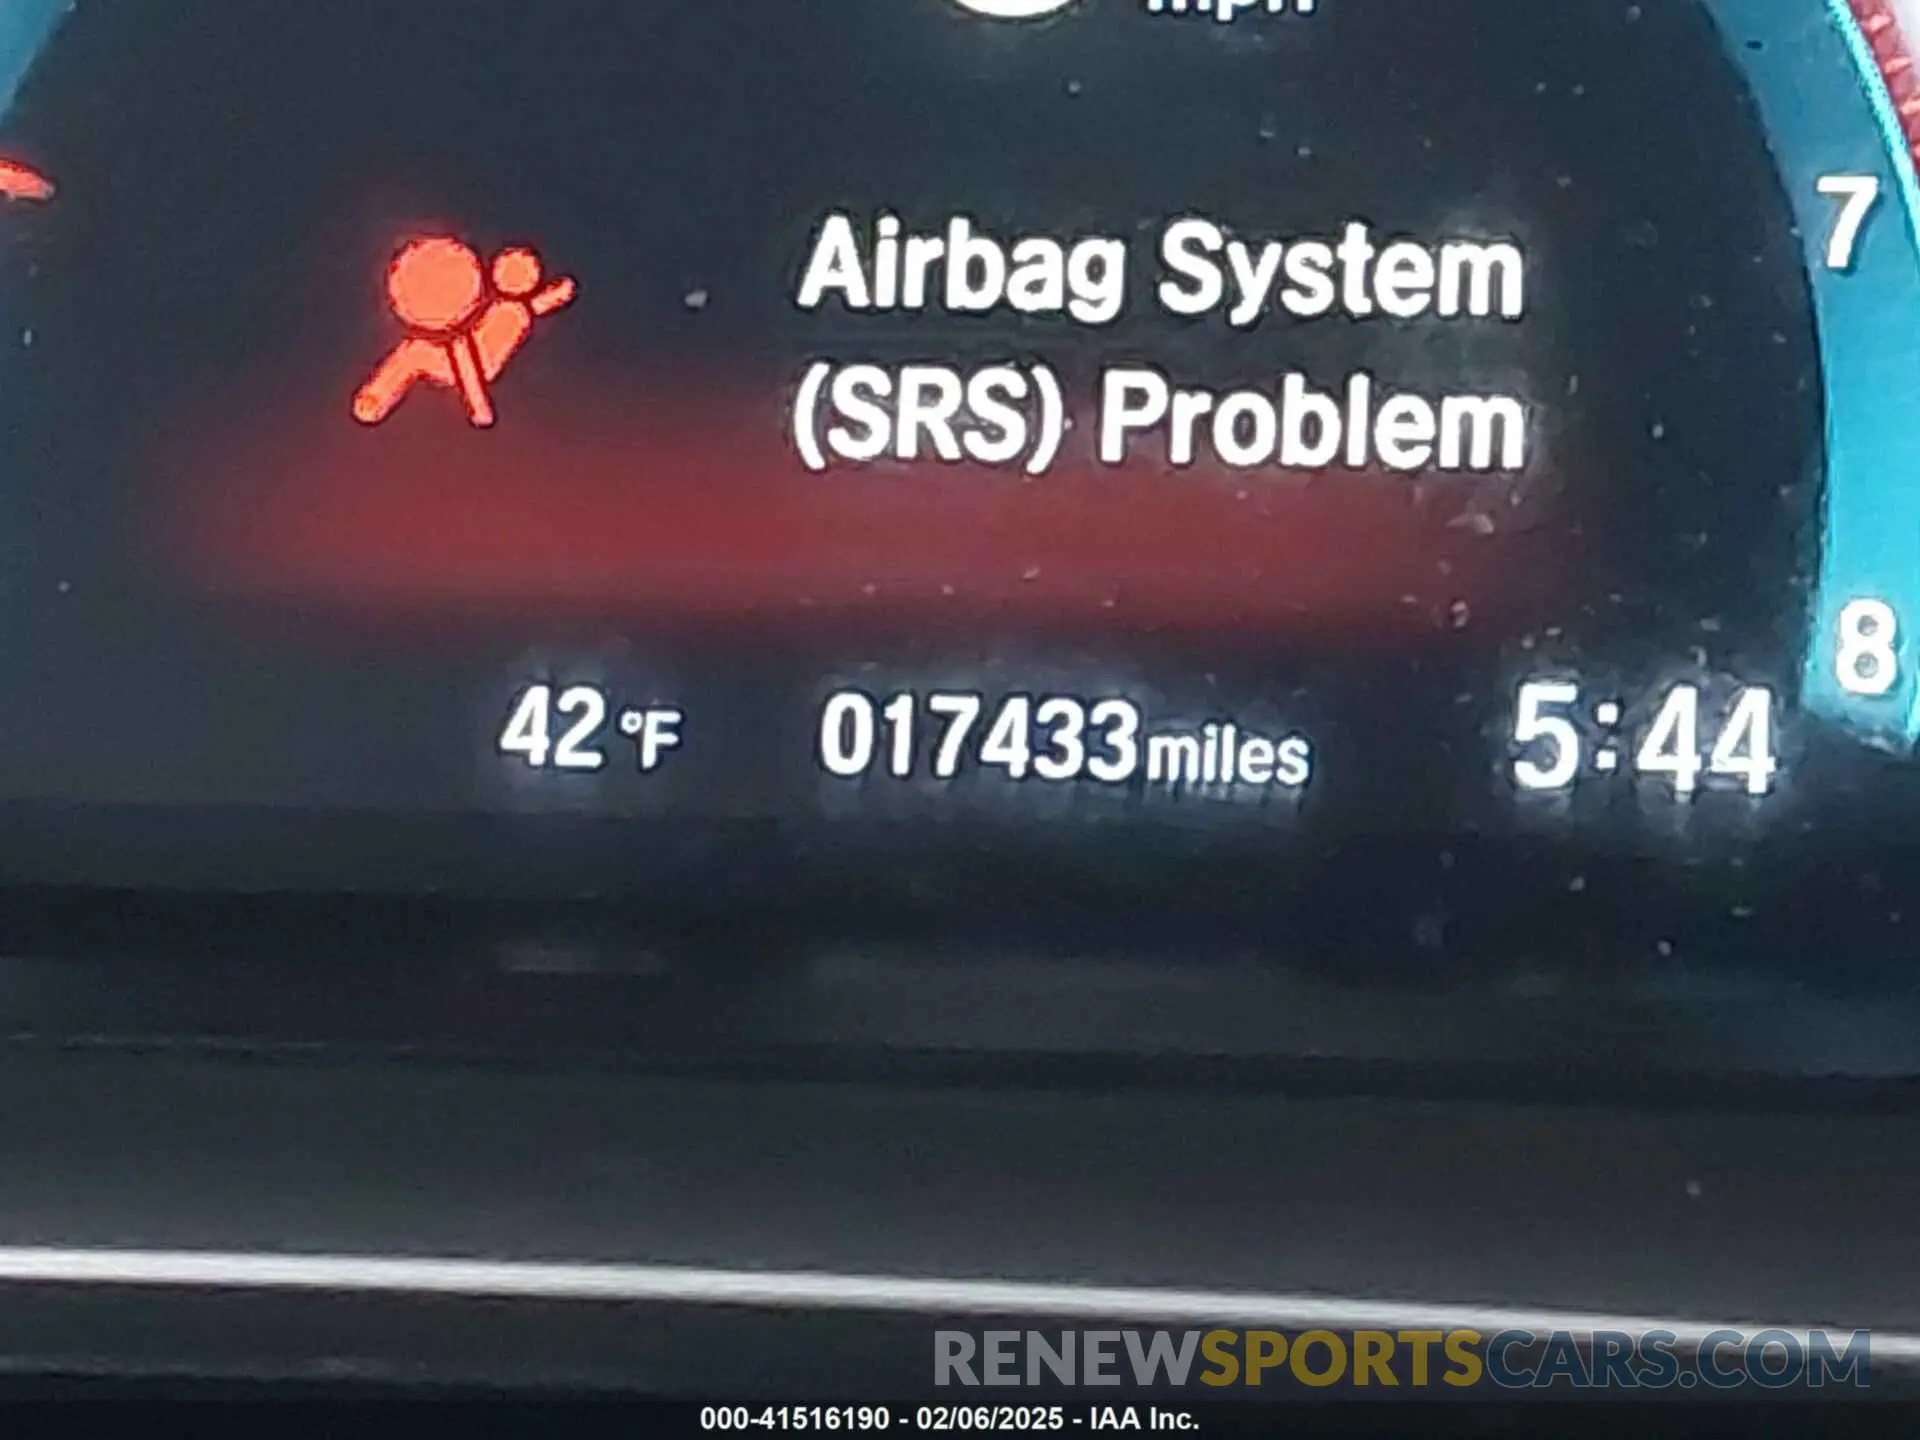 mph
Airbag System
(SRS) Problem
7
8
42 °F 017433 miles 5:44
RENEWSPORTSCARS.COM
000-41516190 - 02/06/2025 - IAA Inc.